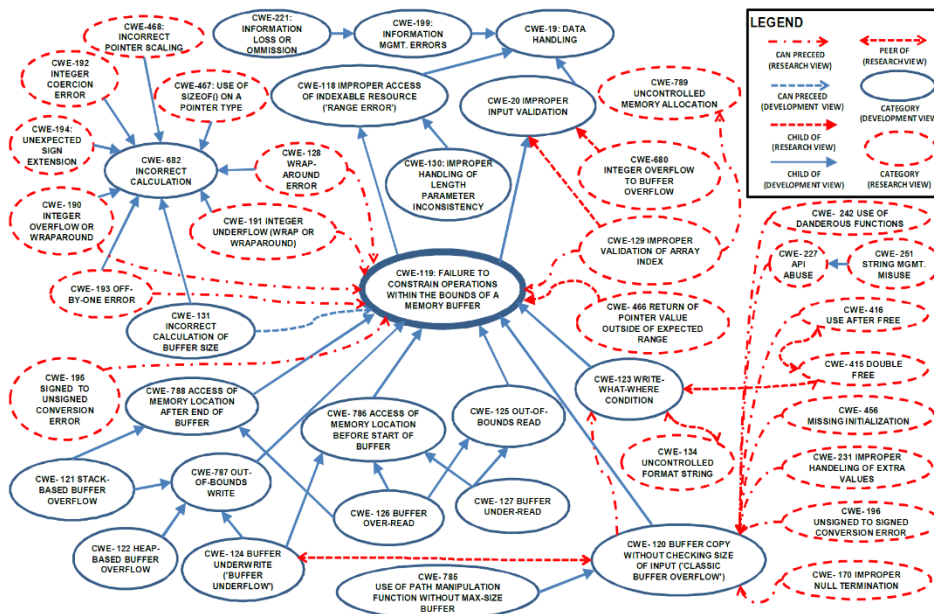 CWE-468:
INCORRECT
POINTER SCALING
CWE-221:
INFORMATION
LOSS OR
OMMISSION
CWE-199:
INFORMATION
MGMT. ERRORS
CWE-19: DATA
HANDLING
CWE-192
INTEGER
COERCION
ERROR
CWE-467: USE OF
SIZEOF() ON A
POINTER TYPE
CWE-118 IMPROPER ACCESS
OF INDEXABLE RESOURCE
('RANGE ERROR')
CWE-20 IMPROPER
INPUT VALIDATION
CWE-789
UNCONTROLLED
MEMORY ALLOCATION
CWE-194:
UNEXPECTED
SIGN
EXTENSION
CWE- 682
INCORRECT
CALCULATION
CWE- 128
WRAP-
AROUND
ERROR
CWE-130: IMPROPER
HANDLING OF
LENGTH
PARAMETER
INCONSISTENCY
CWE-680
INTEGER OVERFLOW
TO BUFFER
OVERFLOW
CWE- 190
INTEGER
OVERFLOW OR
WRAPAROUND
CWE- 191 INTEGER
UNDERFLOW (WRAP OR
WRAPAROUND)
CWE-129 IMPROPER
VALIDATION OF ARRAY
INDEX
CWE-119: FAILURE TO
CONSTRAIN OPERATIONS
WITHIN THE BOUNDS OF A
MEMORY BUFFER
CWE- 193 OFF-
BY-ONE ERROR
CWE-131
INCORRECT
CALCULATION OF
BUFFER SIZE
CWE- 466 RETURN OF
POINTER VALUE
OUTSIDE OF EXPECTED
RANGE
CWE- 195
SIGNED TO
UNSIGNED
CONVERSION
ERROR
CWE-788 ACCESS OF
MEMORY LOCATION
AFTER END OF
BUFFER
CWE- 786 ACCESS OF
MEMORY LOCATION
BEFORE START OF
BUFFER
CWE- 125 OUT-OF-
BOUNDS READ
CWE-123 WRITE-
WHAT-WHERE
CONDITION
CWE- 134
UNCONTROLLED
FORMAT STRING
CWE- 121 STACK-
BASED BUFFER
OVERFLOW
CWE-787 OUT-
OF-BOUNDS
WRITE
CWE- 126 BUFFER
OVER-READ
CWE- 127 BUFFER
UNDER-READ
CWE- 122 HEAP-
BASED BUFFER
OVERFLOW
CWE- 124 BUFFER
UNDERWRITE
('BUFFER
UNDERFLOW')
CWE- 785
USE OF PATH MANIPULATION
FUNCTION WITHOUT MAX-SIZE
BUFFER
CWE- 120 BUFFER COPY
WITHOUT CHECKING SIZE
OF INPUT ('CLASSIC
BUFFER OVERFLOW')
LEGEND
CAN PRECEED
(RESEARCH VIEW)
PEER OF
(RESEARCH VIEW)
CAN PRECEED
(DEVELOPMENT VIEW)
CATEGORY
(DEVELOPMENT VIEW)
CHILD OF
(RESEARCH VIEW)
CHILD OF
(DEVELOPMENT VIEW)
CATEGORY
(RESEARCH VIEW)
CWE- 242 USE OF
DANDEROUS FUNCTIONS
CWE -
227 API
ABUSE
CWE- 251
STRING MGMT.
MISUSE
CWE- 416
USE AFTER FREE
CWE- 415 DOUBLE
FREE
CWE- 456
MISSING INITIALIZATION
CWE- 231 IMPROPER
HANDELING OF EXTRA
VALUES
CWE- 196
UNSIGNED TO SIGNED
CONVERSION ERROR
CWE- 170 IMPROPER
NULL TERMINATION